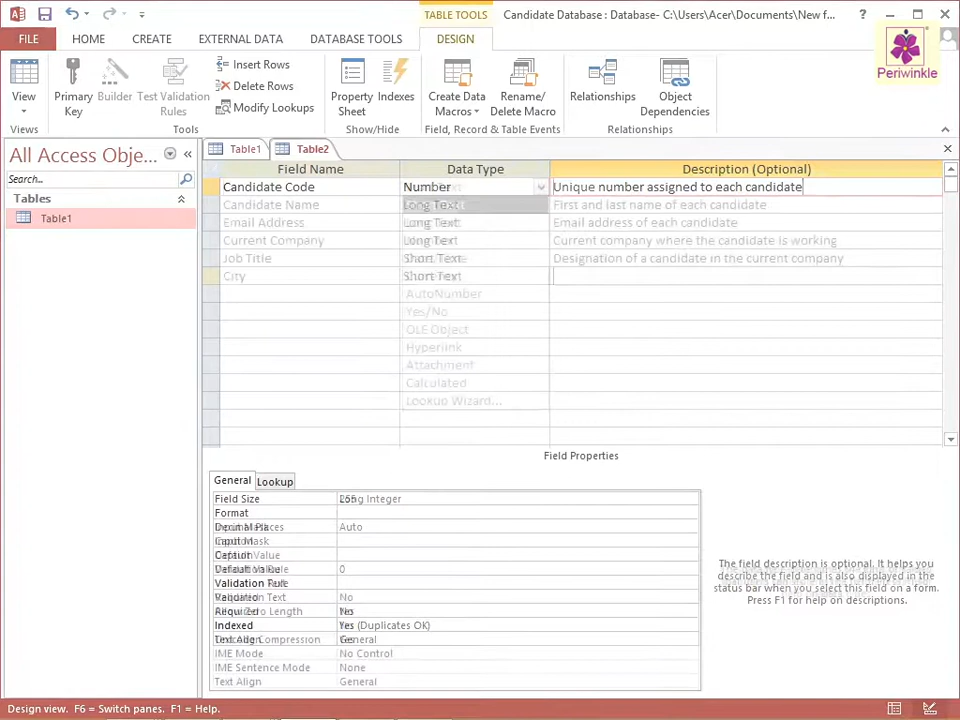 TABLE TOOLS
Candidate Database : Database- C:\Users\Acer\Documents\New f...
?
FILE HOME CREATE EXTERNAL DATA DATABASE TOOLS DESIGN
Periwinkle
View
Primary Key
Builder
Test Validation Rules
Insert Rows
Delete Rows
Modify Lookups
Property Sheet
Indexes
Create Data Macros
Rename/ Delete Macro
Relationships
Object Dependencies
Views Tools Show/Hide Field, Record & Table Events Relationships
All Access Obje...
Search...
Tables
Table1
Table1 Table2
Field Name Data Type Description (Optional)
Candidate Code Number Unique number assigned to each candidate
Candidate Name Long Text First and last name of each candidate
Email Address Long Text Email address of each candidate
Current Company Long Text Current company where the candidate is working
Job Title Short Text Designation of a candidate in the current company
City Short Text
AutoNumber
Yes/No
OLE Object
Hyperlink
Attachment
Calculated
Lookup Wizard...
Field Properties
General Lookup
Field Size Long Integer
Format
Auto
Input Mask
Caption
Default Value 0
Validation Rule
Validation Text No
Required
Indexed Yes (Duplicates OK)
Text Align General
IME Mode No Control
IME Sentence Mode None
Text Align General
The field description is optional. It helps you
describe the field and is also displayed in the
status bar when you select this field on a form.
Press F1 for help on descriptions.
Design view. F6 = Switch panes. F1 = Help.